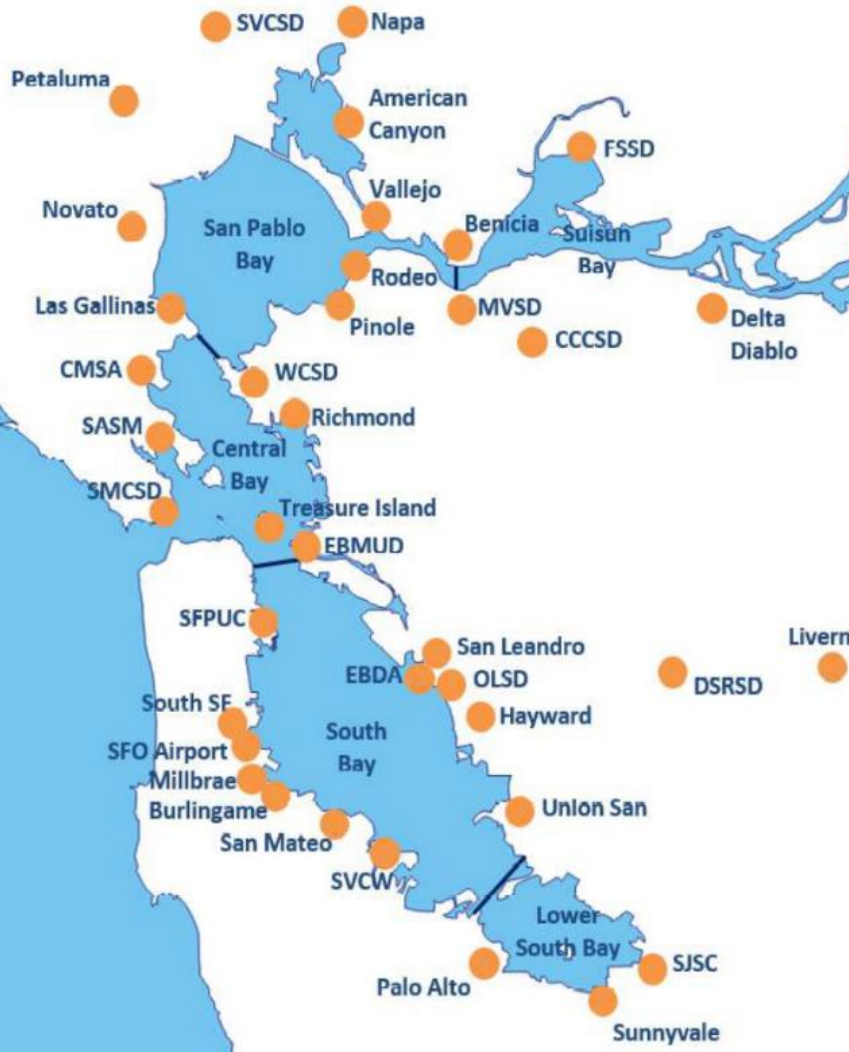 SVCSD
Napa
Petaluma
American
Canyon
FSSD
Vallejo
Novato
Benicia
San Pablo
Bay
Suisun
Bay
Rodeo
Las Gallinas
Pinole
MVSD
Delta
Diablo
CCCSD
CMSA
WCSD
Richmond
SASM
Central
Bay
SMCSD
Treasure Island
EBMUD
SFPUC
San Leandro
Livern
EBDA
OLSD
DSRSD
South SF
Hayward
South
Bay
SFO Airport
Millbrae
Burlingame
Union San
San Mateo
SVCW
Lower
South Bay
Palo Alto
SJSC
Sunnyvale